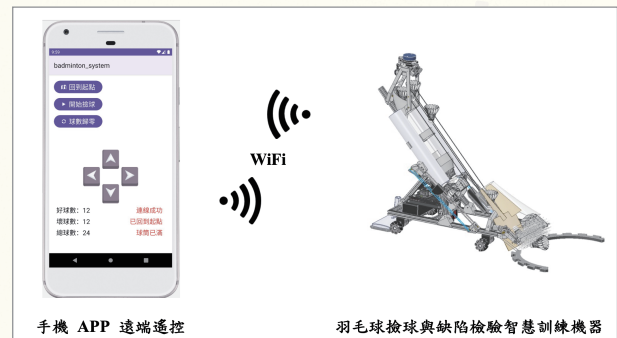 9:59
badminton_system
回到起點
開始撿球
球數歸零
WiFi
好球數：12 連線成功
壞球數：12 已回到起點
總球數：24 球筒已滿
手機 APP 遠端遙控
羽毛球撿球與缺陷檢驗智慧訓練機器